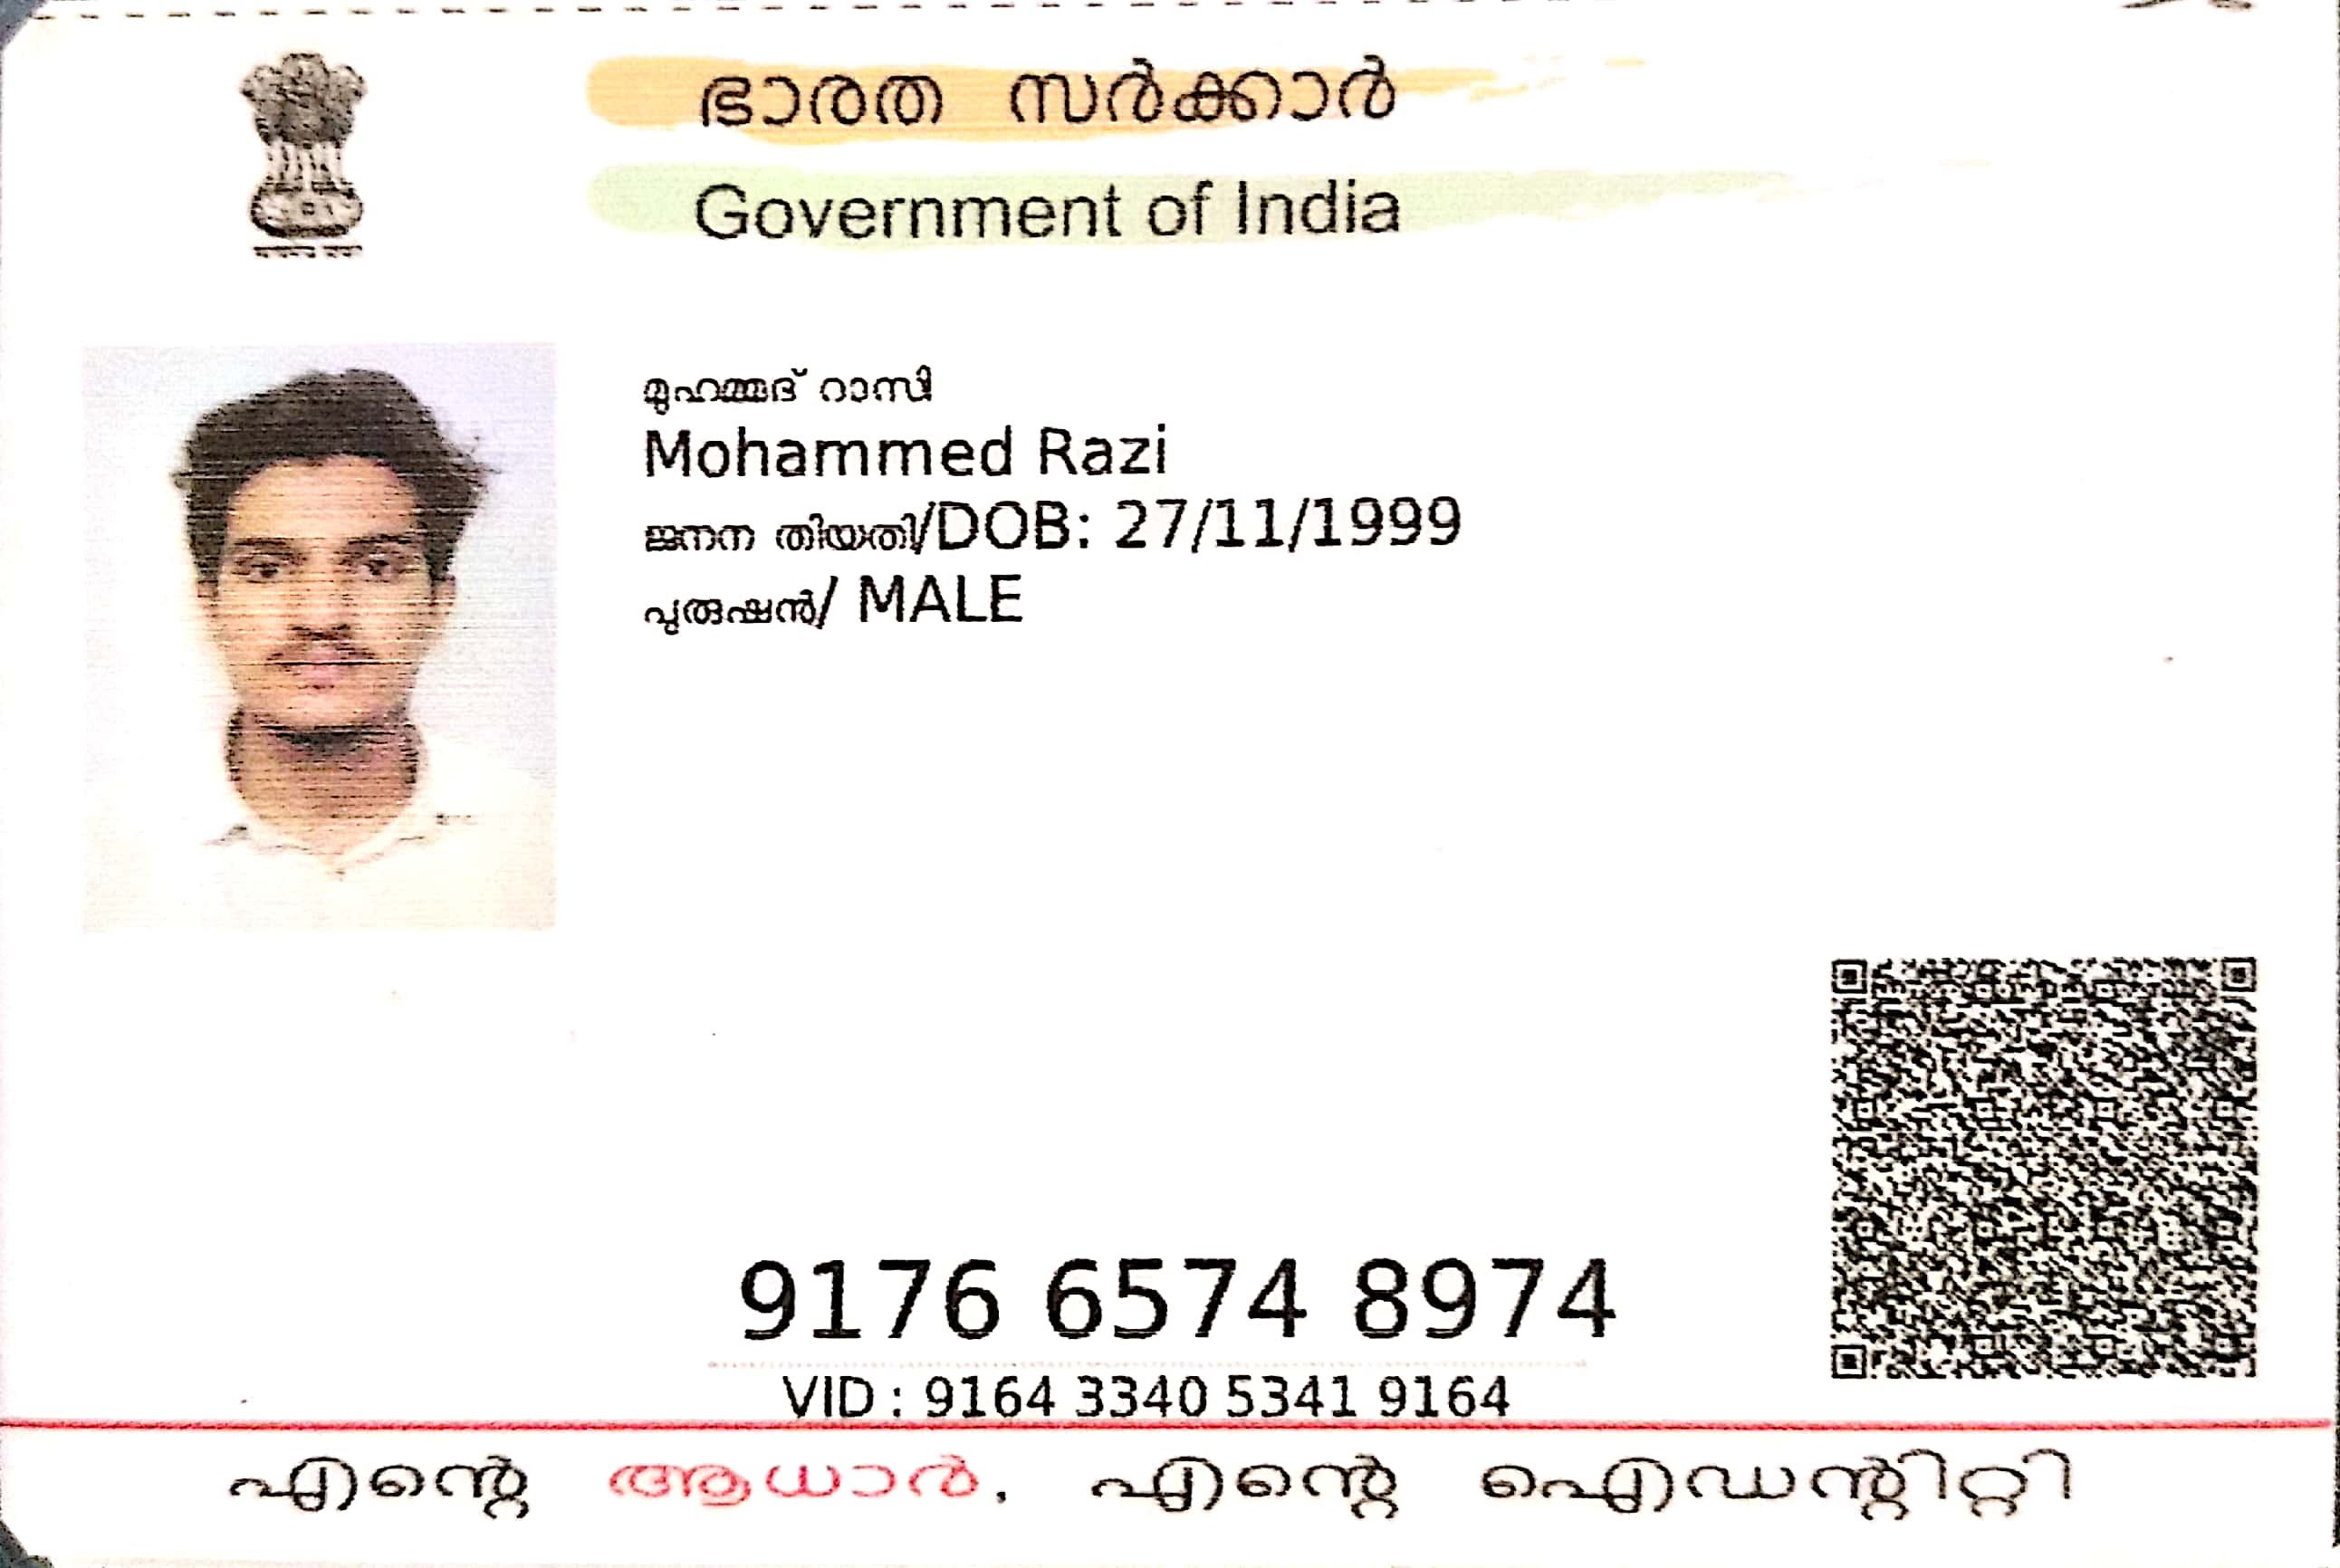 ഭാരത സർക്കാർ
Government of India
മുഹമ്മദ് റാസി
Mohammed Razi
ജനന തിയതി/DOB: 27/11/1999
പുരുഷൻ/ MALE
9176 6574 8974
VID : 9164 3340 5341 9164
എന്റെ ആധാർ, എന്റെ ഐഡന്റിറ്റി